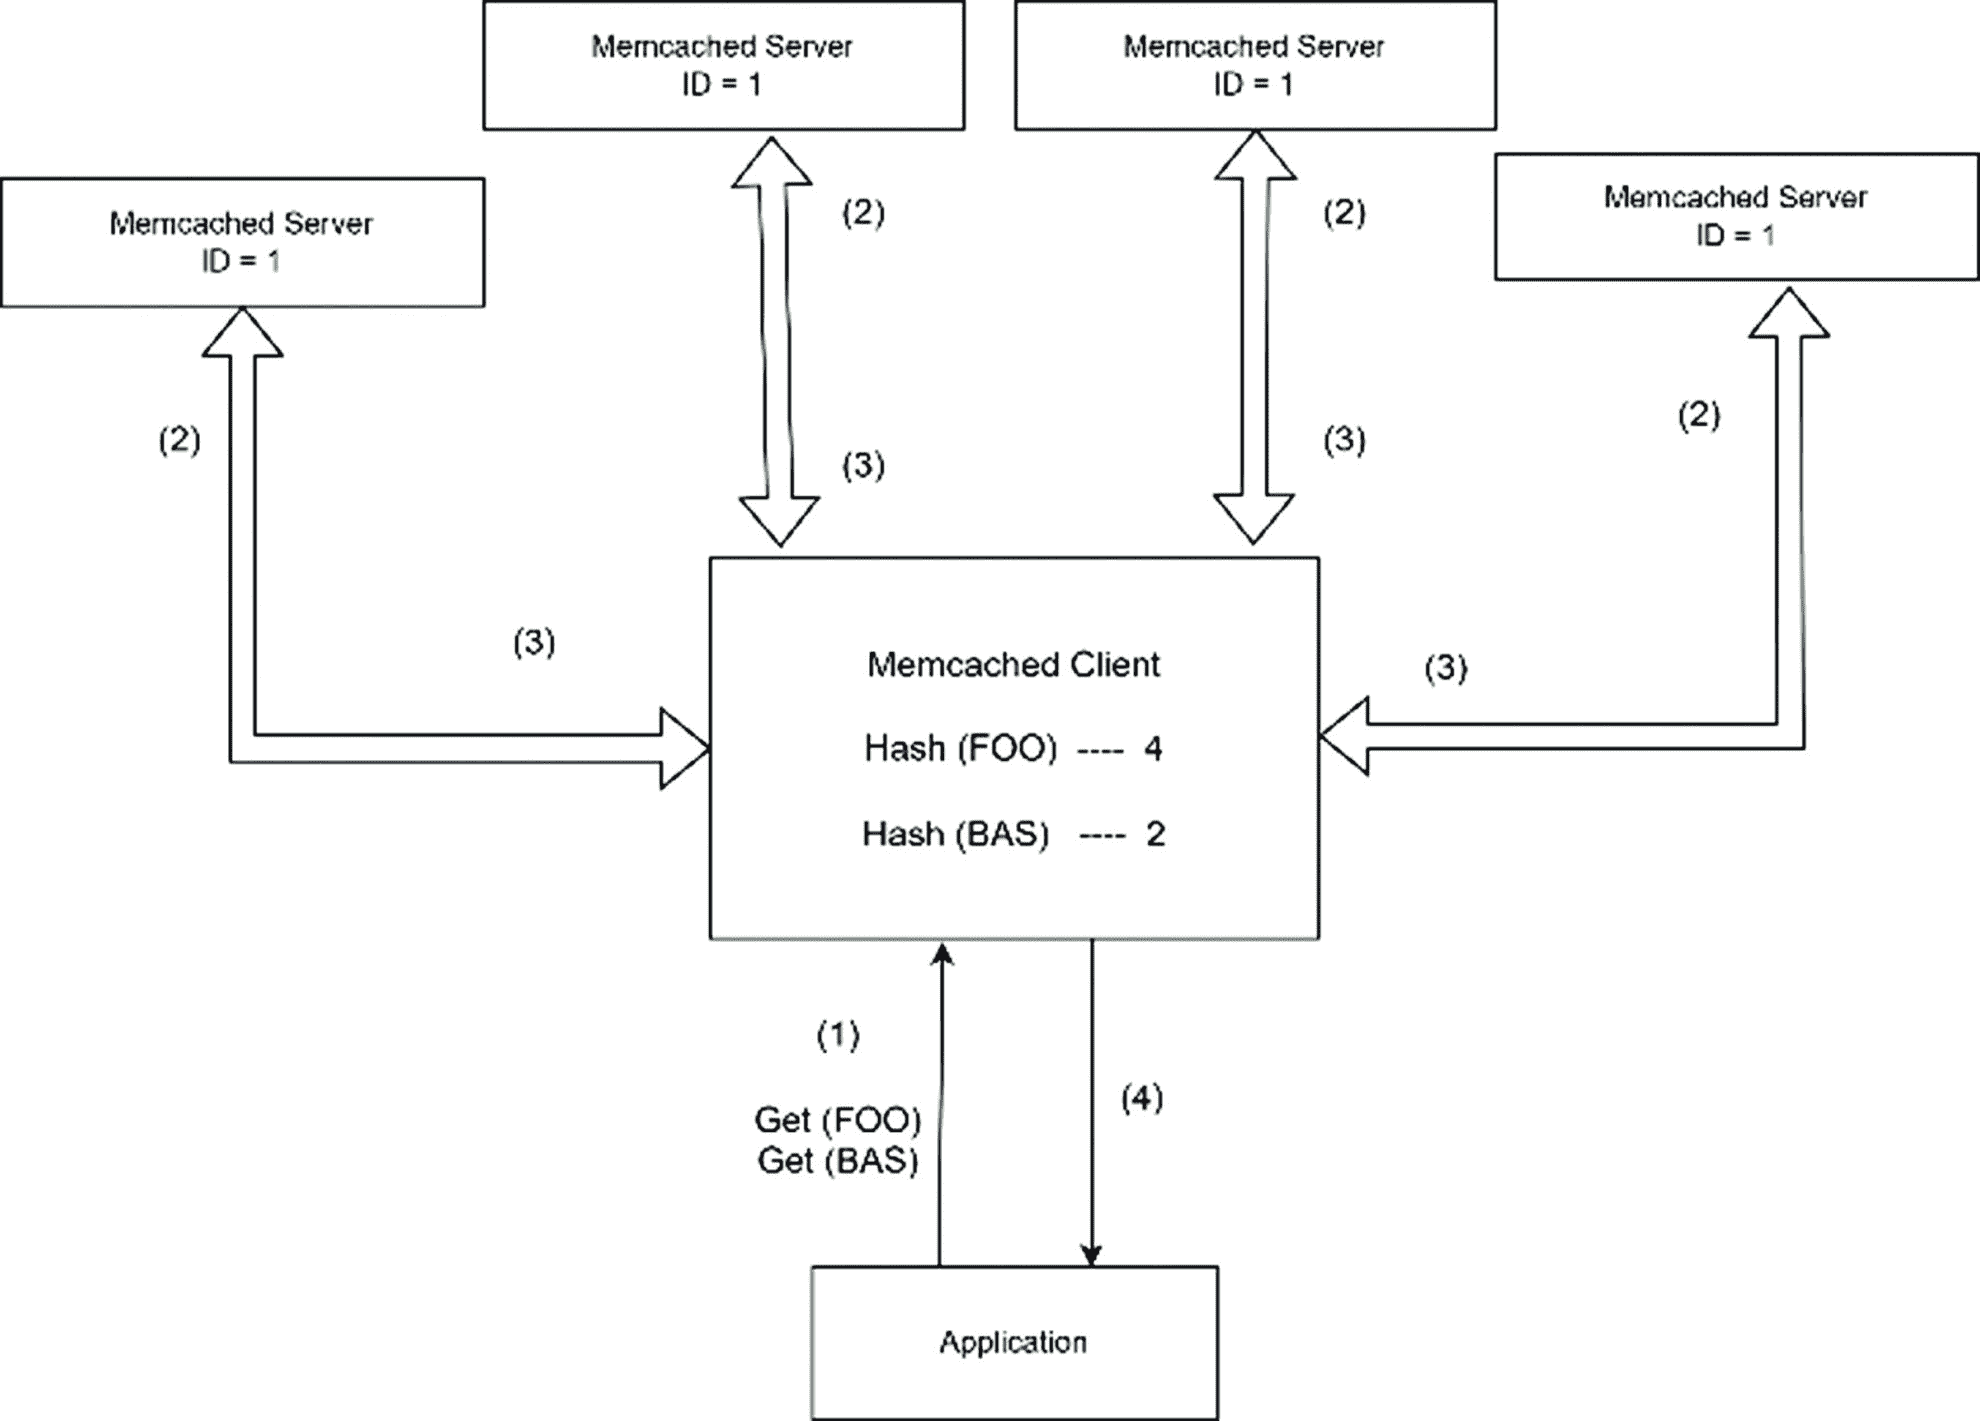 Memcached Server
ID = 1
Memcached Server
ID = 1
Memcached Server
ID = 1
Memcached Server
ID = 1
(2)
(2)
(2)
(2)
(3)
(3)
(3)
(3)
Memcached Client
Hash (FOO) ---- 4
Hash (BAS) ---- 2
(1)
Get (FOO)
Get (BAS)
(4)
Application